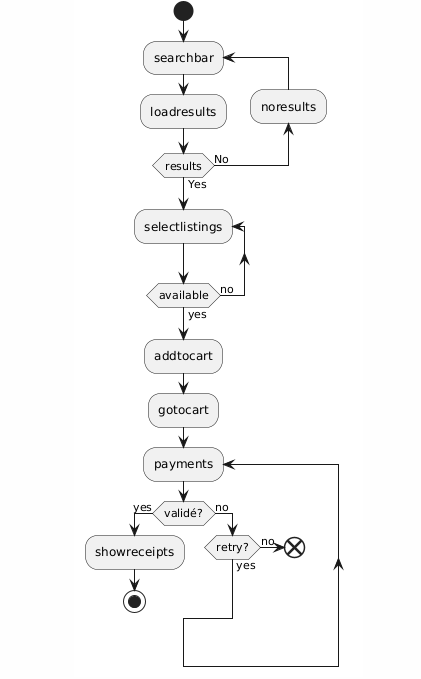 searchbar
noresults
loadresults
results
No
Yes
selectlistings
available
no
yes
addtocart
gotocart
payments
yes
validé?
no
showreceipts
retry?
no
yes